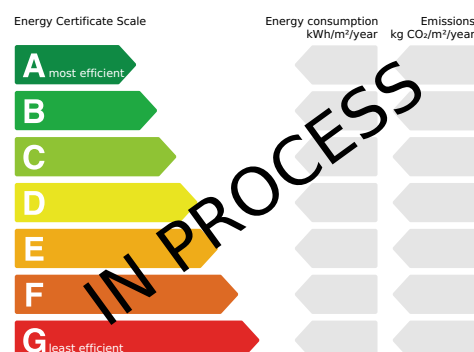 Energy Certificate Scale
Energy consumption
kWh/m²/year
Emissions
kg CO₂/m²/year
A most efficient
B
C
D
E
F
G least efficient
IN PROCESS